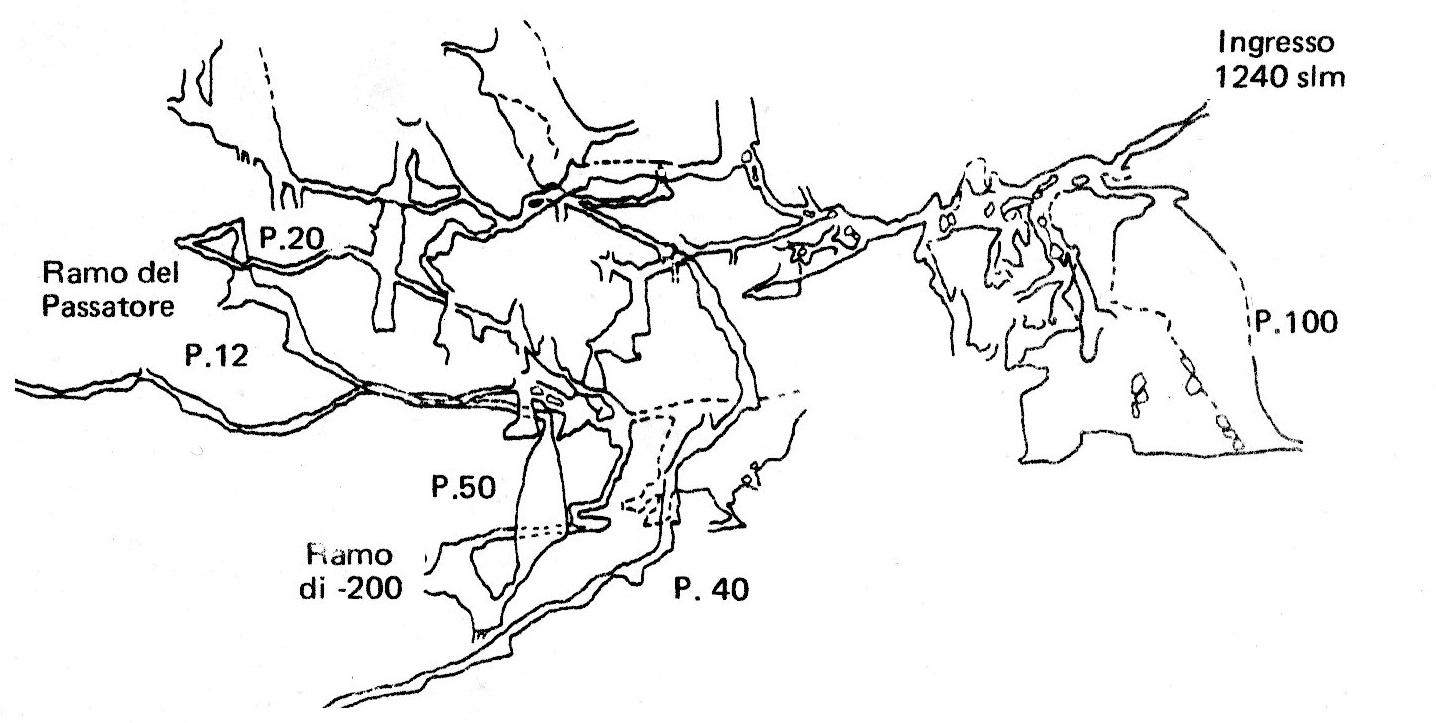 Ingresso
1240 slm
P.20
Ramo del
Passatore
P.100
P.12
P.50
Ramo
di -200
P. 40